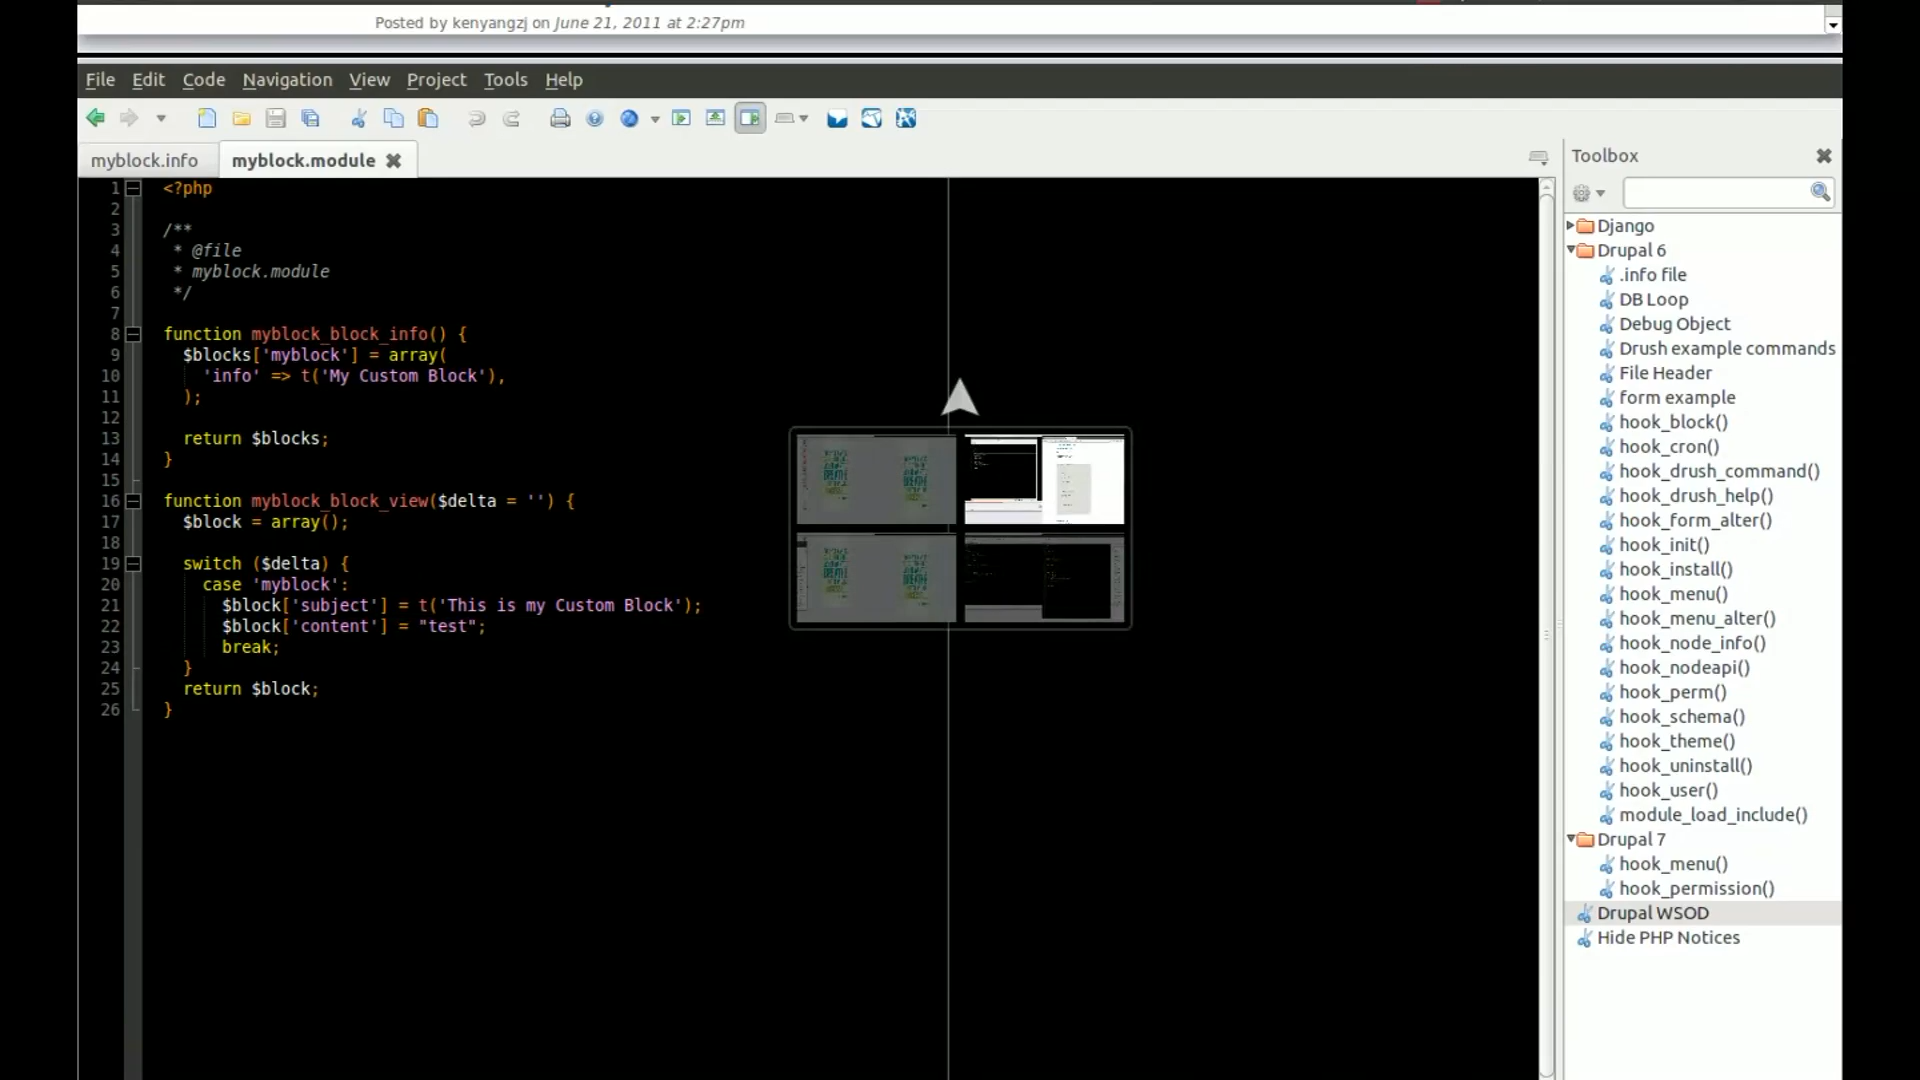 Posted by kenyangzj on June 21, 2011 at 2:27pm
File Edit Code Navigation View Project Tools Help
myblock.info myblock.module
1 <?php
2
3 /**
4 * @file
5 * myblock.module
6 */
7
8 function myblock_block_info() {
9 $blocks['myblock'] = array(
10 'info' => t('My Custom Block'),
11 );
12
13 return $blocks;
14 }
15
16 function myblock_block_view($delta = '') {
17 $block = array();
18
19 switch ($delta) {
20 case 'myblock':
21 $block['subject'] = t('This is my Custom Block');
22 $block['content'] = "test";
23 break;
24 }
25 return $block;
26 }
Toolbox
Django
Drupal 6
.info file
DB Loop
Debug Object
Drush example commands
File Header
form example
hook_block()
hook_cron()
hook_drush_command()
hook_drush_help()
hook_form_alter()
hook_init()
hook_install()
hook_menu()
hook_menu_alter()
hook_node_info()
hook_nodeapi()
hook_perm()
hook_schema()
hook_theme()
hook_uninstall()
hook_user()
module_load_include()
Drupal 7
hook_menu()
hook_permission()
Drupal WSOD
Hide PHP Notices